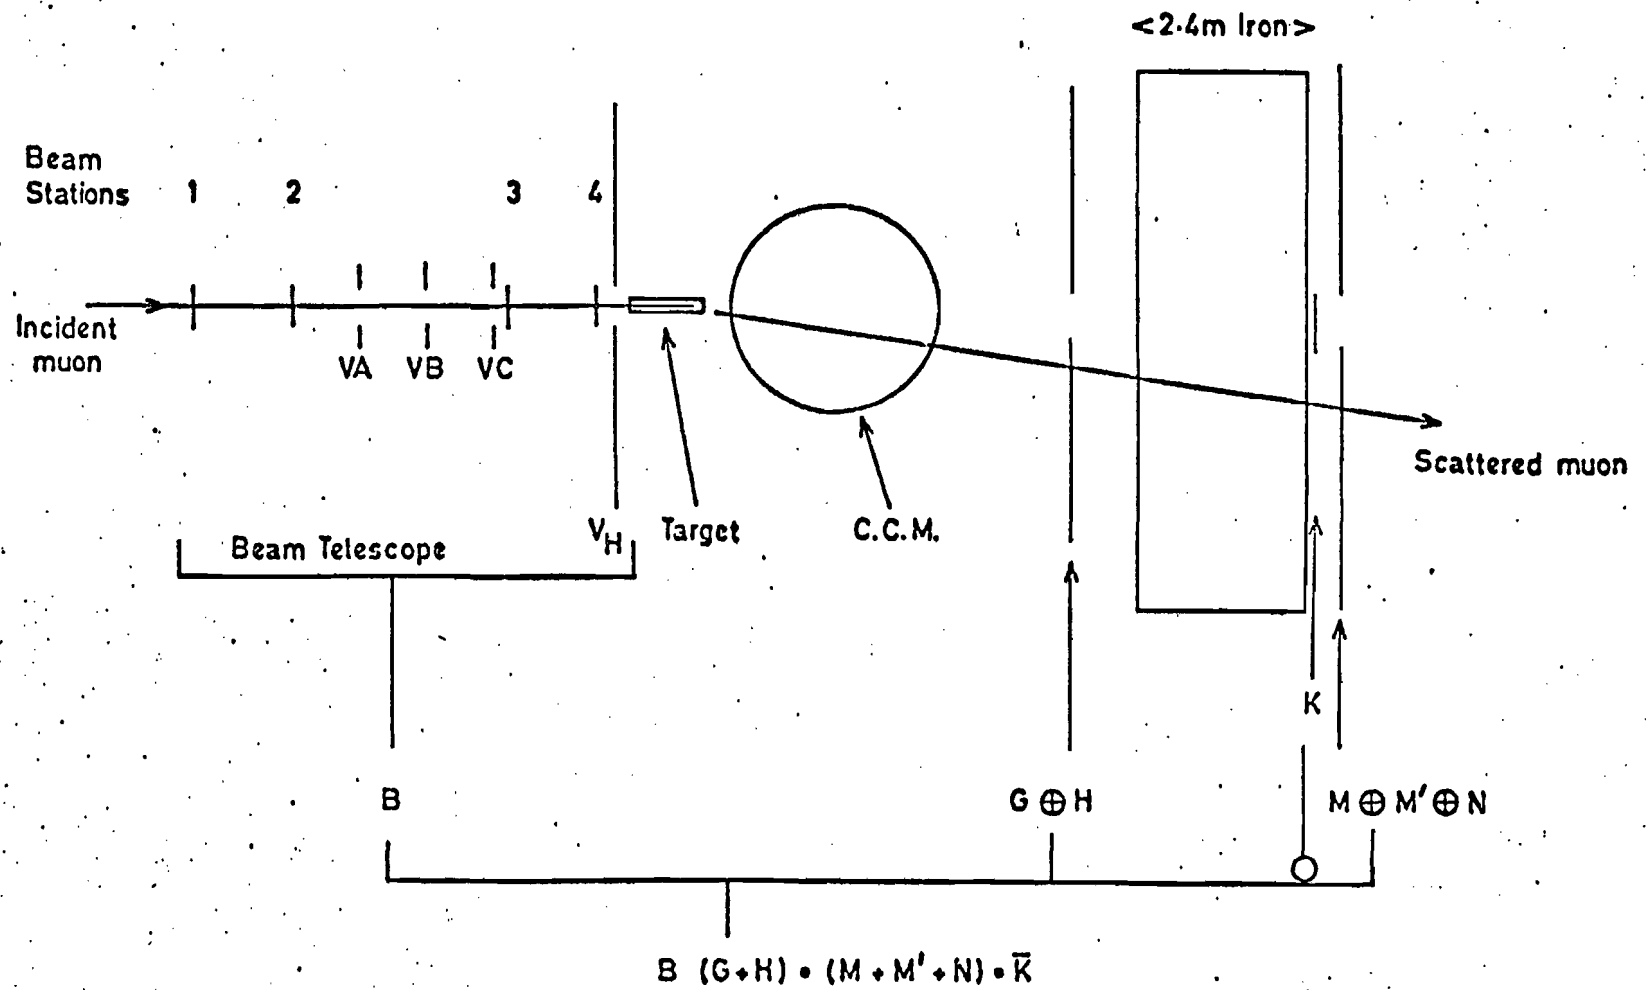 <2.4m Iron>
Beam
Stations 1 2 3 4
Incident
muon
VA VB VC
Scattered muon
VH Target C.C.M.
Beam Telescope
K
B G ⊕ H M ⊕ M′ ⊕ N
B (G+H) • (M + M' + N) • K̅